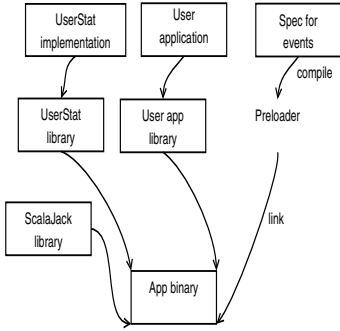 UserStat
implementation
User
application
Spec for
events
compile
UserStat
library
User app
library
Preloader
ScalaJack
library
link
App binary